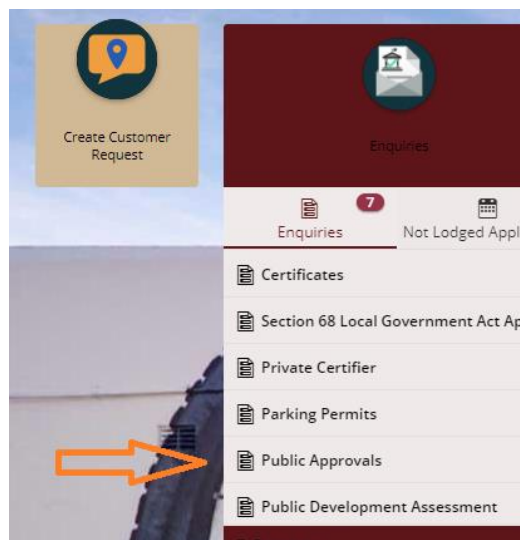 Create Customer
Request
Enquiries
7
Enquiries
Not Lodged Appl
Certificates
Section 68 Local Government Act Ap
Private Certifier
Parking Permits
Public Approvals
Public Development Assessment